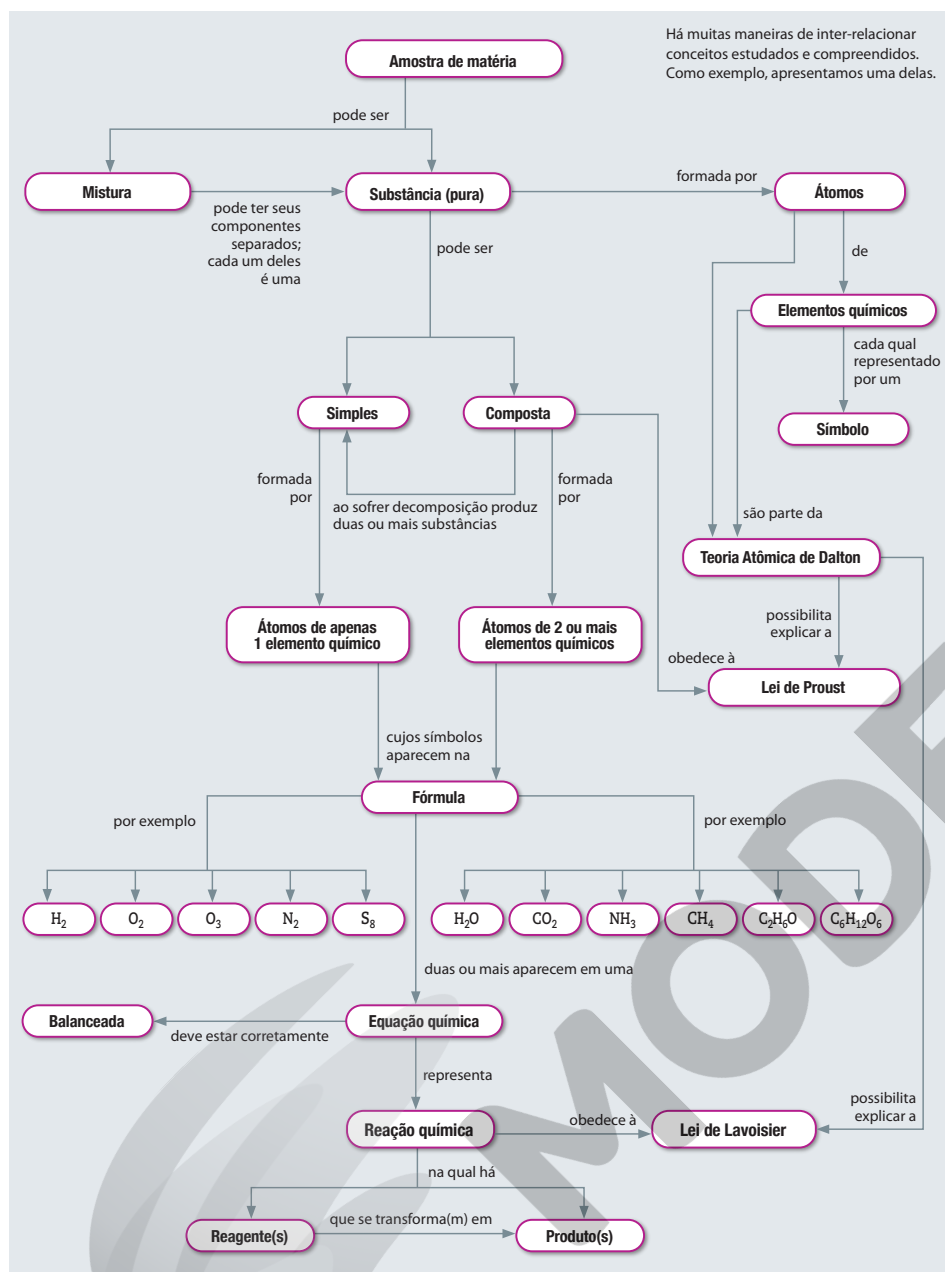 Há muitas maneiras de inter-relacionar
conceitos estudados e compreendidos.
Como exemplo, apresentamos uma delas.
Amostra de matéria
pode ser
Mistura
Substância (pura)
formada por
Átomos
pode ter seus
componentes
separados;
cada um deles
é uma
pode ser
de
Elementos químicos
cada qual
representado
por um
Símbolo
Simples
Composta
formada
por
ao sofrer decomposição produz
duas ou mais substâncias
formada
por
são parte da
Teoria Atômica de Dalton
possibilita
explicar a
Átomos de apenas
1 elemento químico
Átomos de 2 ou mais
elementos químicos
obedece à
Lei de Proust
cujos símbolos
aparecem na
Fórmula
por exemplo
por exemplo
H₂
O₂
O₃
N₂
S₈
H₂O
CO₂
NH₃
CH₄
C₂H₆O
C₆H₁₂O₆
duas ou mais aparecem em uma
Balanceada
deve estar corretamente
Equação química
representa
Reação química
obedece à
Lei de Lavoisier
possibilita
explicar a
na qual há
Reagente(s)
que se transforma(m) em
Produto(s)